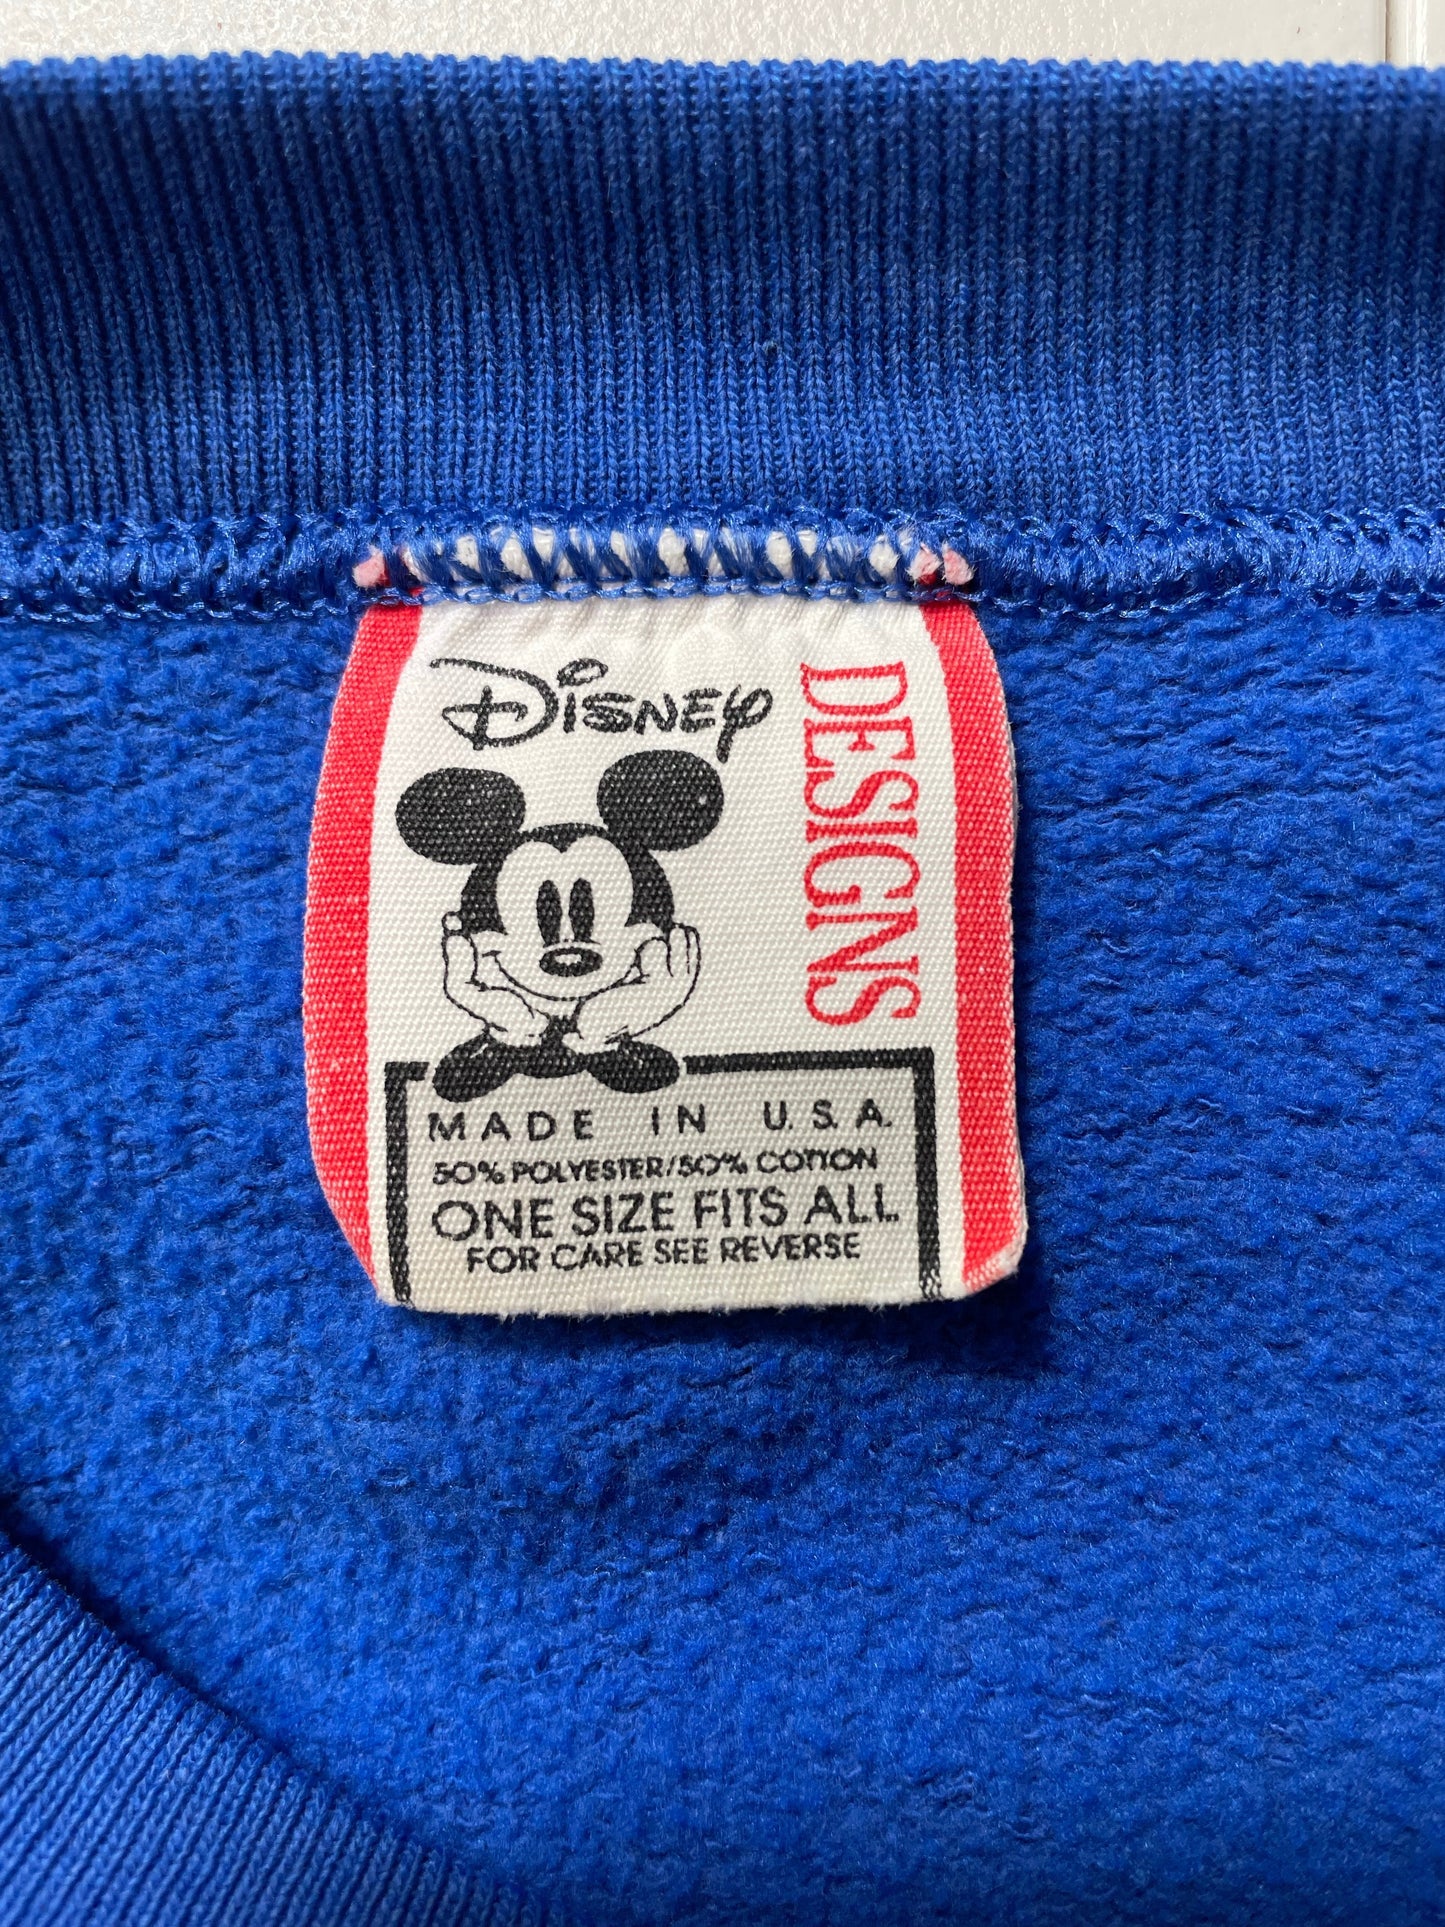 Disney
DESIGNS
MADE IN U.S.A.
50% POLYESTER/50% COTTON
ONE SIZE FITS ALL
FOR CARE SEE REVERSE